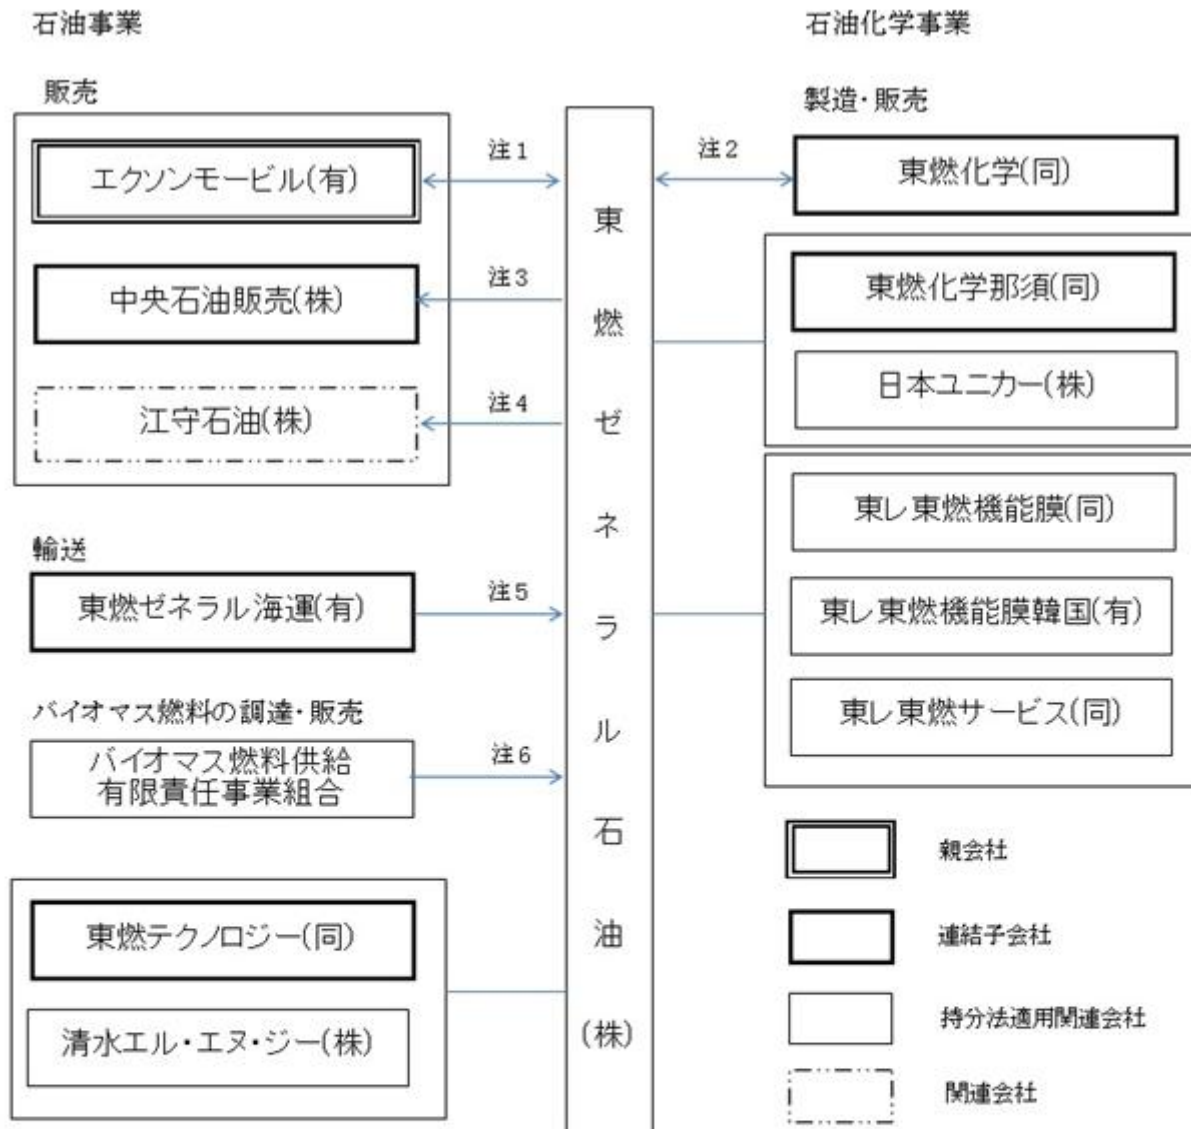 石油事業
販売
エクソンモービル(有)
注1
中央石油販売(株)
注3
江守石油(株)
注4
輸送
東燃ゼネラル海運(有)
注5
バイオマス燃料の調達・販売
バイオマス燃料供給
有限責任事業組合
注6
東燃テクノロジー(同)
清水エル・エヌ・ジー(株)
東燃ゼネラル石油(株)
石油化学事業
製造・販売
注2
東燃化学(同)
東燃化学那須(同)
日本ユニカー(株)
東レ東燃機能膜(同)
東レ東燃機能膜韓国(有)
東レ東燃サービス(同)
親会社
連結子会社
持分法適用関連会社
関連会社